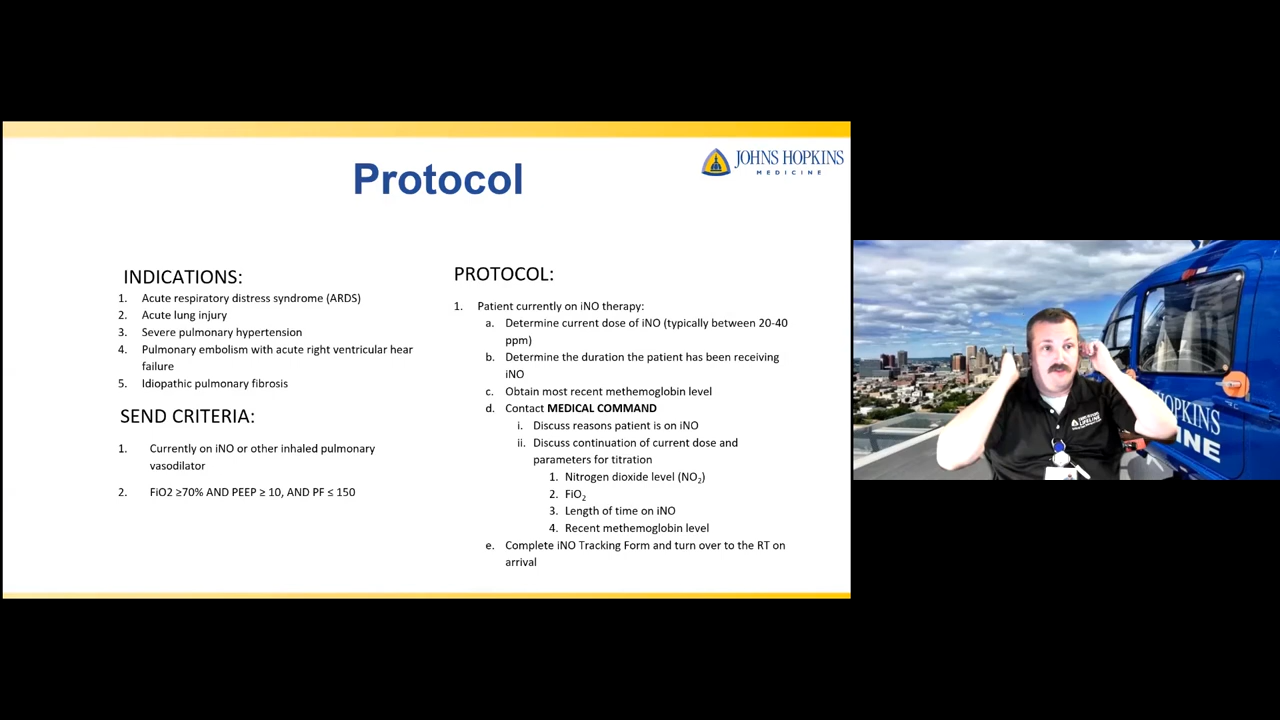 Protocol
JOHNS HOPKINS
MEDICINE
INDICATIONS:
1. Acute respiratory distress syndrome (ARDS)
2. Acute lung injury
3. Severe pulmonary hypertension
4. Pulmonary embolism with acute right ventricular hear
failure
5. Idiopathic pulmonary fibrosis
SEND CRITERIA:
1. Currently on iNO or other inhaled pulmonary
vasodilator
2. FiO2 ≥70% AND PEEP ≥ 10, AND PF ≤ 150
PROTOCOL:
1. Patient currently on iNO therapy:
a. Determine current dose of iNO (typically between 20-40
ppm)
b. Determine the duration the patient has been receiving
iNO
c. Obtain most recent methemoglobin level
d. Contact MEDICAL COMMAND
i. Discuss reasons patient is on iNO
ii. Discuss continuation of current dose and
parameters for titration
1. Nitrogen dioxide level (NO₂)
2. FiO₂
3. Length of time on iNO
4. Recent methemoglobin level
e. Complete iNO Tracking Form and turn over to the RT on
arrival
HOPKINS
INE
LIFELINE